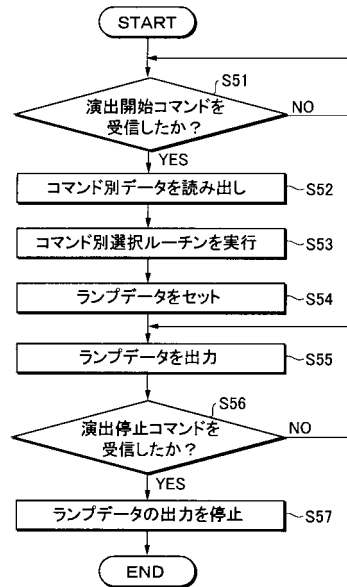 START
S51
演出開始コマンドを
受信したか？
NO
YES
コマンド別データを読み出し
S52
コマンド別選択ルーチンを実行
S53
ランプデータをセット
S54
ランプデータを出力
S55
S56
演出停止コマンドを
受信したか？
NO
YES
ランプデータの出力を停止
S57
END